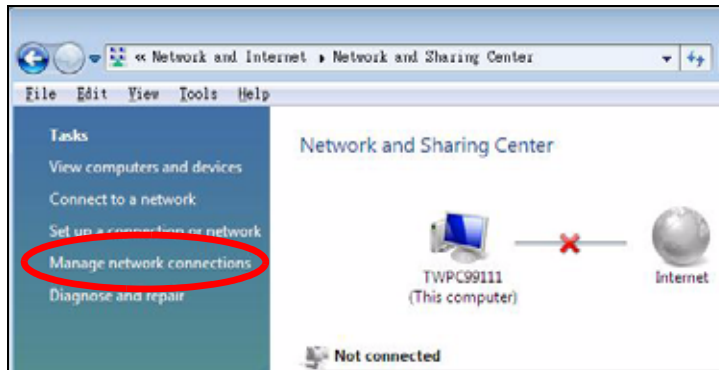 « Network and Internet ▸ Network and Sharing Center
File Edit View Tools Help
Tasks
View computers and devices
Connect to a network
Set up a connection or network
Manage network connections
Diagnose and repair
Network and Sharing Center
TWPC99111
(This computer)
Internet
Not connected